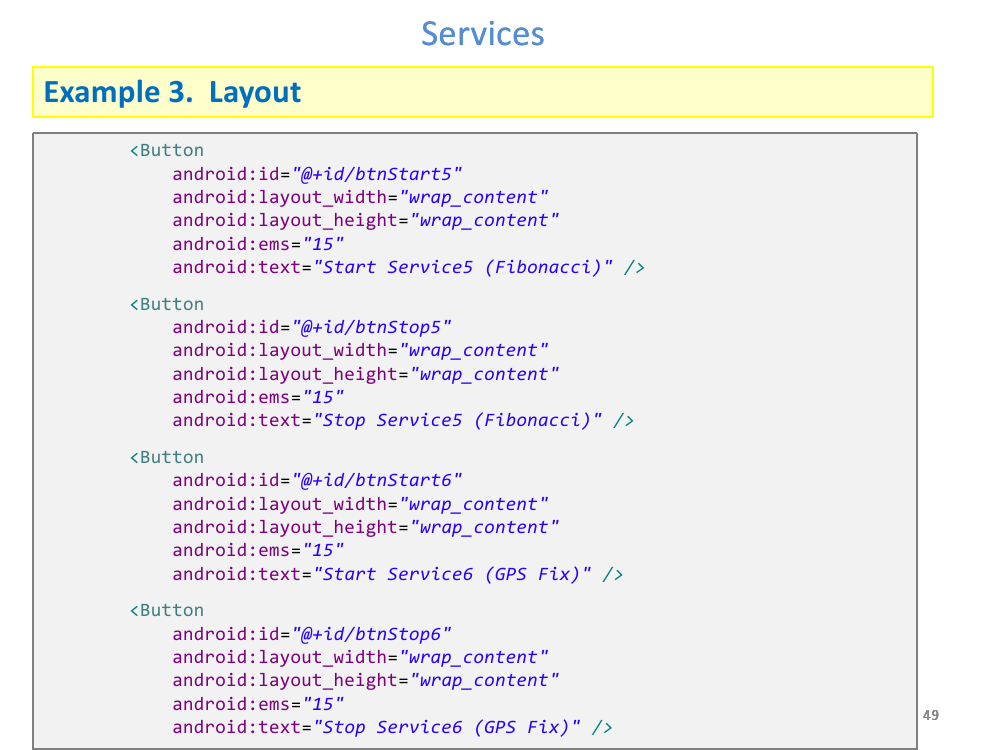 Services
Example 3.  Layout
<Button
android:id="@+id/btnStart5"
android:layout_width="wrap_content"
android:layout_height="wrap_content"
android:ems="15"
android:text="Start Service5 (Fibonacci)" />
<Button
android:id="@+id/btnStop5"
android:layout_width="wrap_content"
android:layout_height="wrap_content"
android:ems="15"
android:text="Stop Service5 (Fibonacci)" />
<Button
android:id="@+id/btnStart6"
android:layout_width="wrap_content"
android:layout_height="wrap_content"
android:ems="15"
android:text="Start Service6 (GPS Fix)" />
<Button
android:id="@+id/btnStop6"
android:layout_width="wrap_content"
android:layout_height="wrap_content"
android:ems="15"
android:text="Stop Service6 (GPS Fix)" />
49